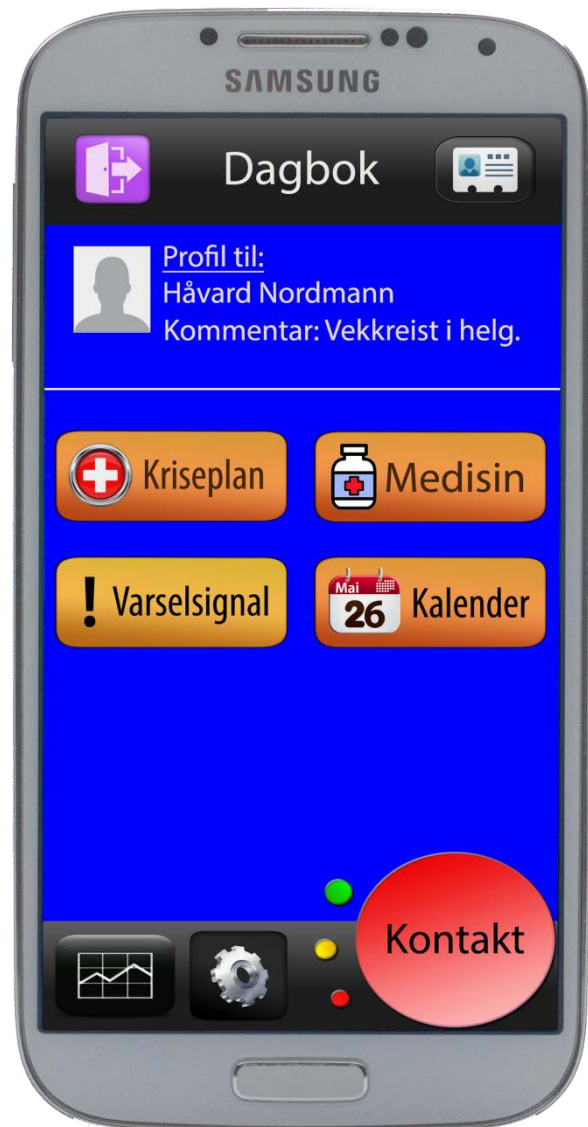 SAMSUNG
Dagbok
Profil til:
Håvard Nordmann
Kommentar: Vekkreist i helg.
Kriseplan
Medisin
Varselsignal
Mai
26
Kalender
Kontakt